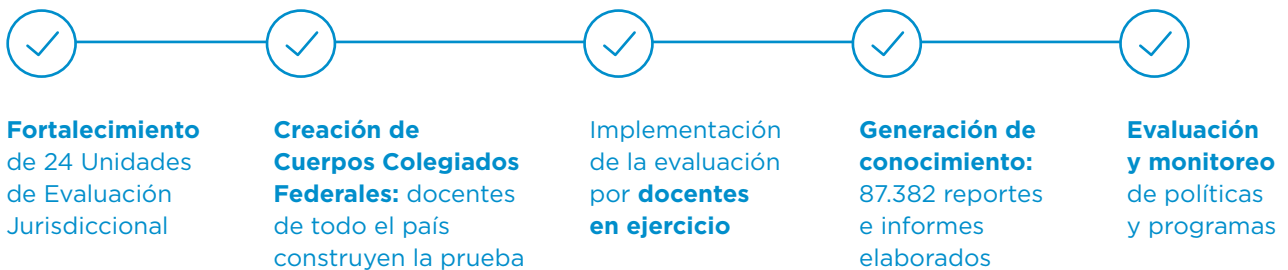 Fortalecimiento
de 24 Unidades
de Evaluación
Jurisdiccional
Creación de
Cuerpos Colegiados
Federales: docentes
de todo el país
construyen la prueba
Implementación
de la evaluación
por docentes
en ejercicio
Generación de
conocimiento:
87.382 reportes
e informes
elaborados
Evaluación
y monitoreo
de políticas
y programas